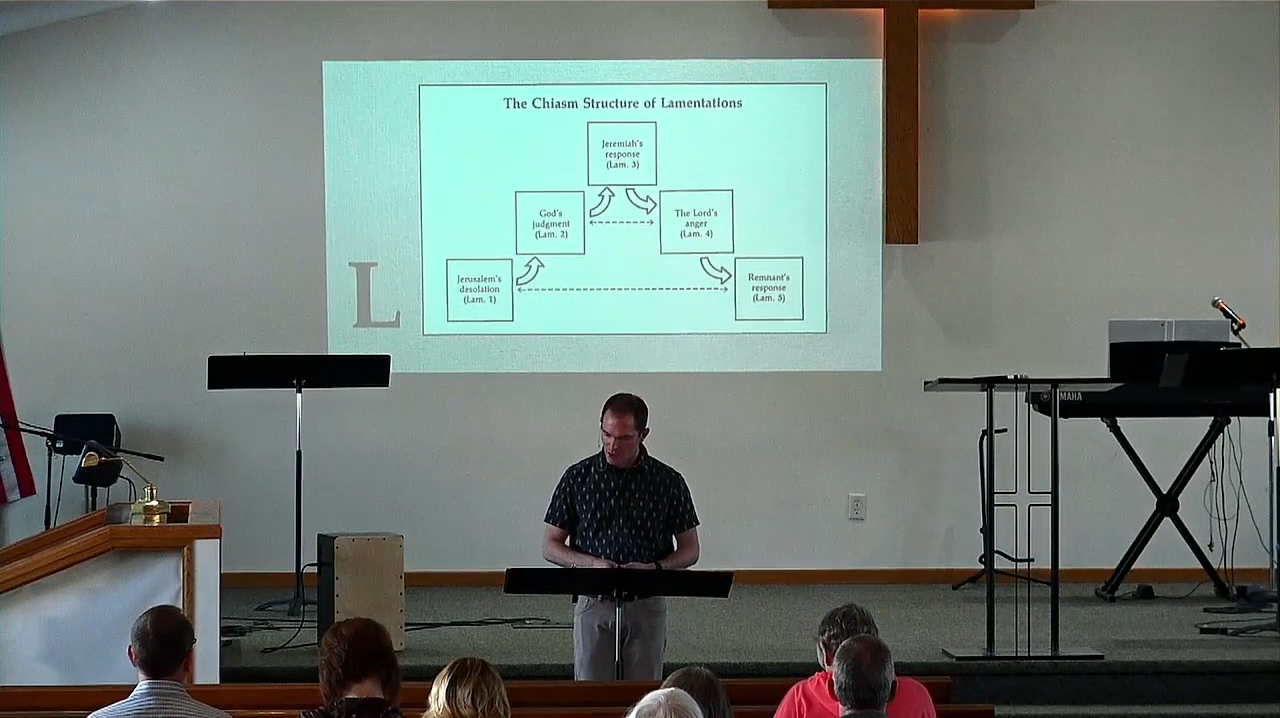 The Chiasm Structure of Lamentations
Jeremiah's
response
(Lam. 3)
God's
judgment
(Lam. 2)
The Lord's
anger
(Lam. 4)
Jerusalem's
desolation
(Lam. 1)
Remnant's
response
(Lam. 5)
L
MAHA